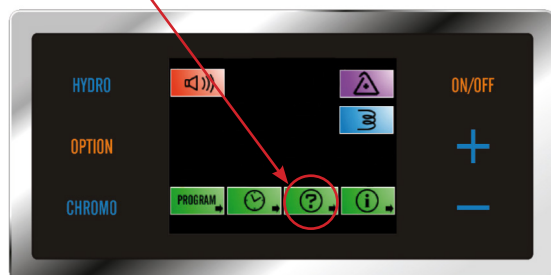 HYDRO
ON/OFF
OPTION
+
CHROMO
−
PROGRAM
?
i